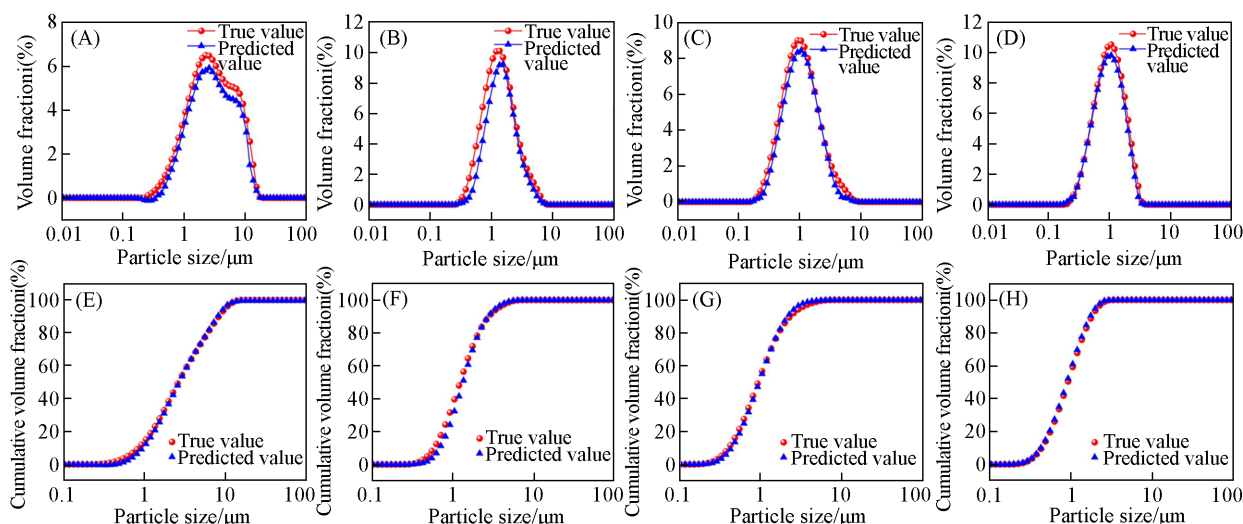 (A)
True value
Predicted
value
Volume fractioni(%)
8
6
4
2
0
0.01 0.1 1 10 100
Particle size/μm
(B)
True value
Predicted
value
Volume fractioni(%)
12
10
8
6
4
2
0
0.01 0.1 1 10 100
Particle size/μm
(C)
True value
Predicted
value
Volume fractioni(%)
10
8
6
4
2
0
0.01 0.1 1 10 100
Particle size/μm
(D)
True value
Predicted
value
Volume fractioni(%)
12
10
8
6
4
2
0
0.01 0.1 1 10 100
Particle size/μm
(E)
Cumulative volume fractioni(%)
100
80
60
40
20
0
True value
Predicted value
0.1 1 10 100
Particle size/μm
(F)
Cumulative volume fractioni(%)
100
80
60
40
20
0
True value
Predicted value
0.1 1 10 100
Particle size/μm
(G)
Cumulative volume fractioni(%)
100
80
60
40
20
0
True value
Predicted value
0.1 1 10 100
Particle size/μm
(H)
Cumulative volume fractioni(%)
100
80
60
40
20
0
True value
Predicted value
0.1 1 10 100
Particle size/μm